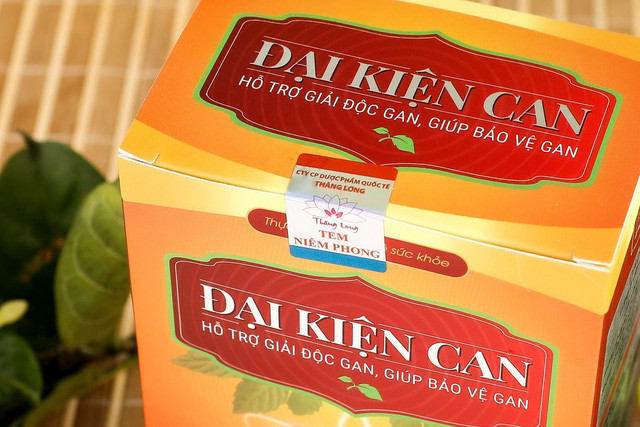 ĐẠI KIỆN CAN
HỖ TRỢ GIẢI ĐỘC GAN, GIÚP BẢO VỆ GAN
CTY CP DƯỢC PHẨM QUỐC TẾ
THĂNG LONG
Thăng Long
TEM
NIÊM PHONG
sức khỏe
ĐẠI KIỆN CAN
HỖ TRỢ GIẢI ĐỘC GAN, GIÚP BẢO VỆ GAN